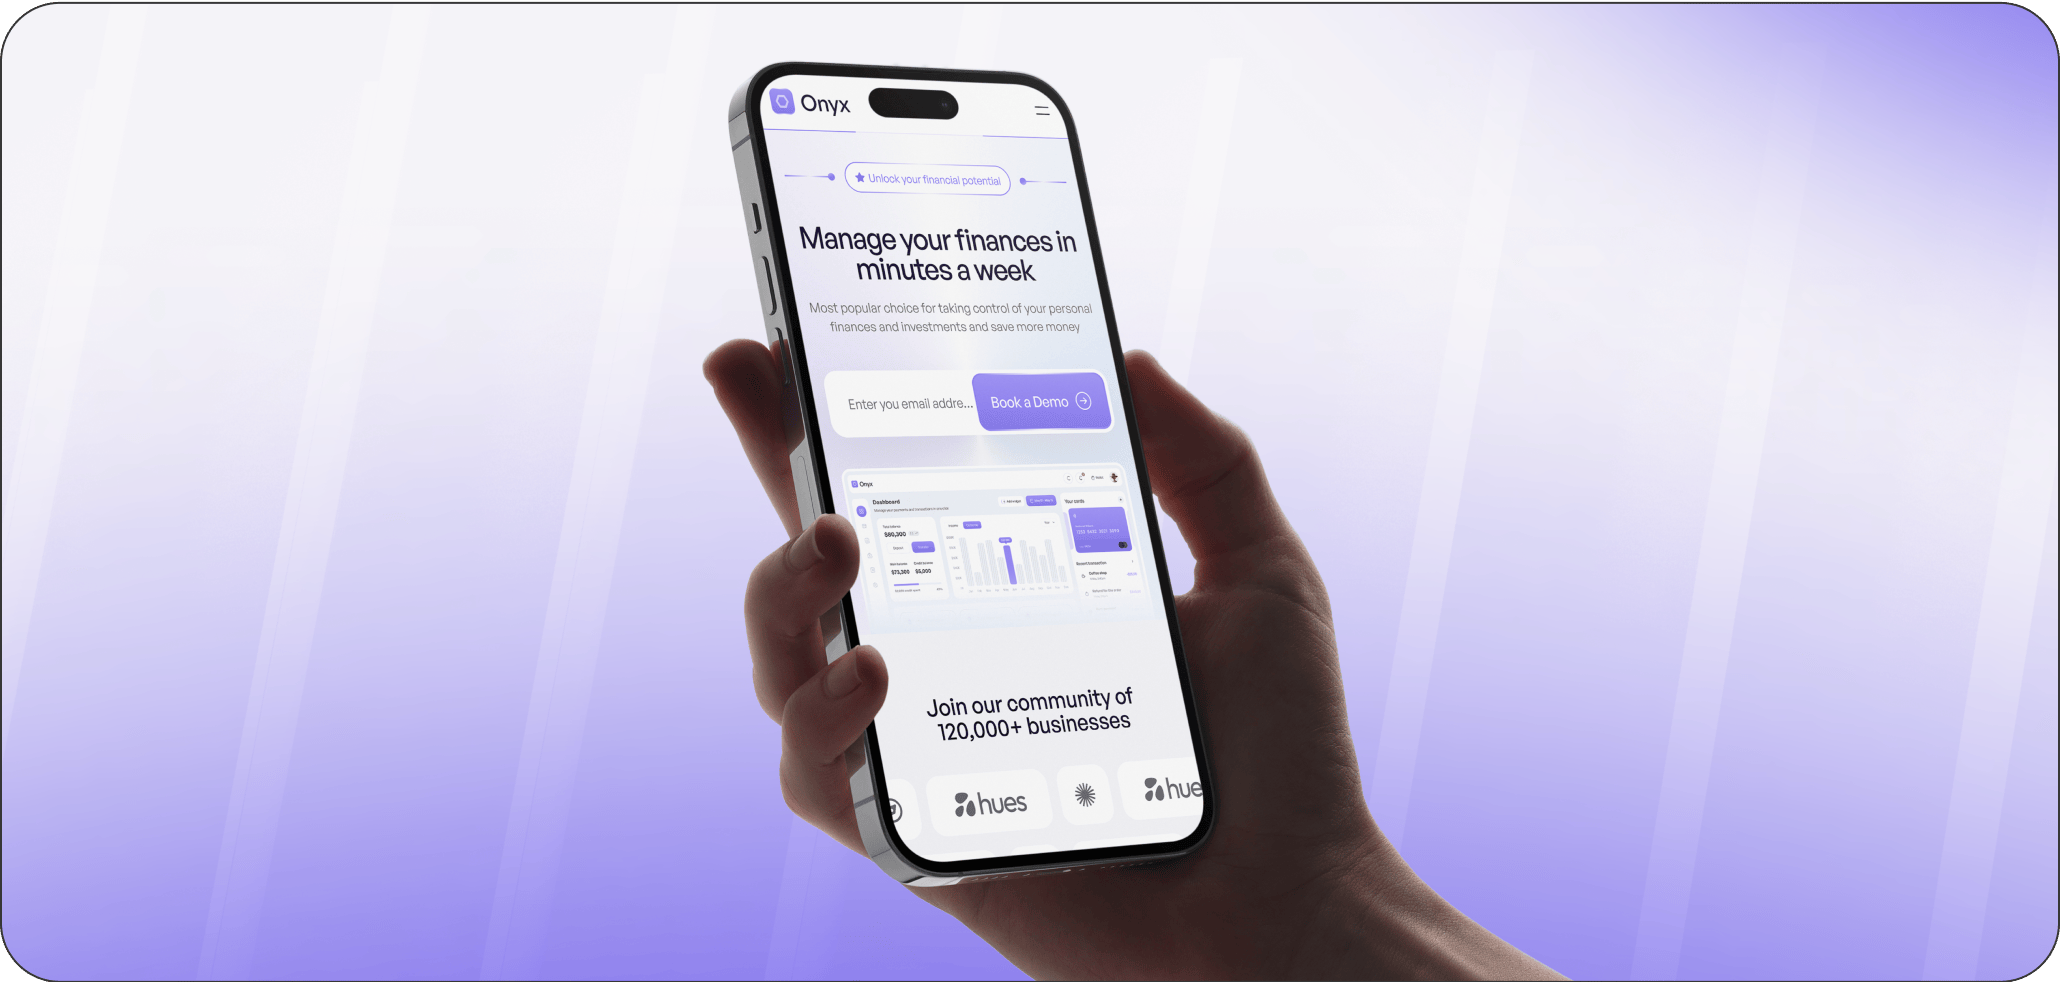 Onyx
Unlock your financial potential
Manage your finances in
minutes a week
Most popular choice for taking control of your personal
finances and investments and save more money
Enter you email addre...
Book a Demo
Onyx
Dashboard
Your cards
$80,300
$73,300 $5,000
Join our community of
120,000+ businesses
hues
hue